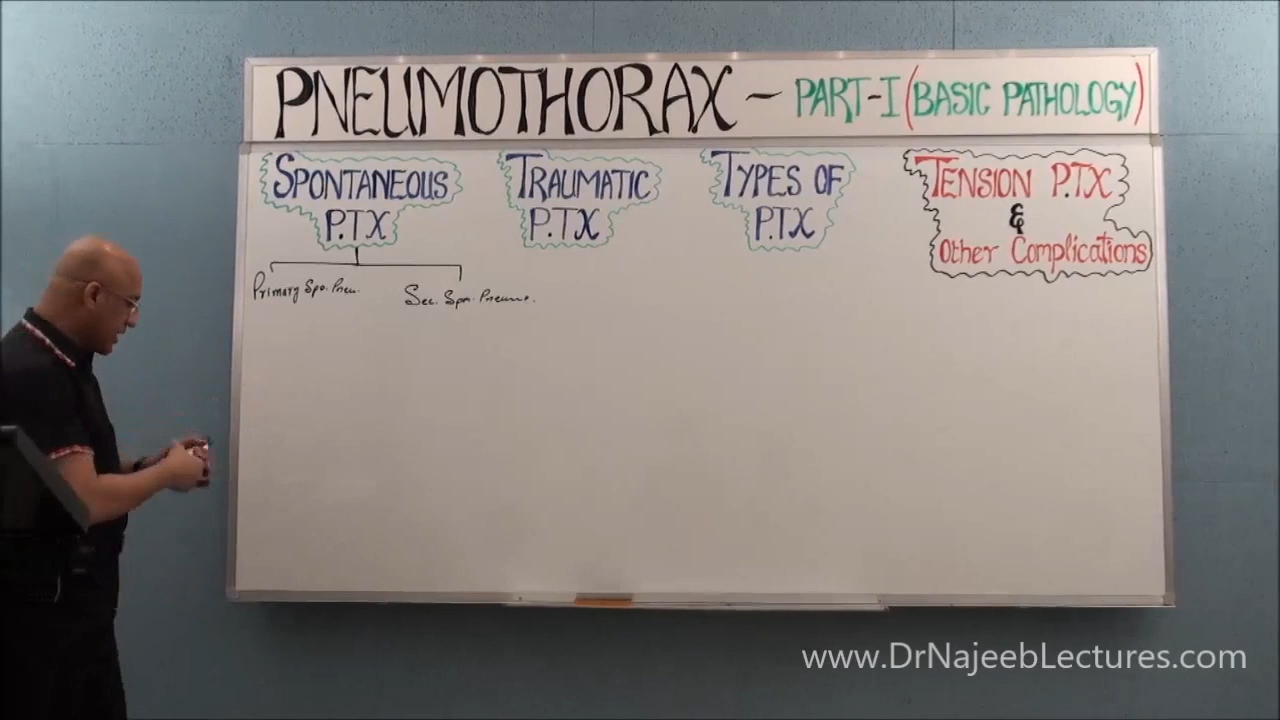 PNEUMOTHORAX - PART-I (BASIC PATHOLOGY)
SPONTANEOUS
P.TX
TRAUMATIC
P.TX
TYPES OF
P.TX
TENSION P.TX
&
Other Complications
Primary Spo. Pneu.
Sec. Spon. Pneumo.
www.DrNajeebLectures.com